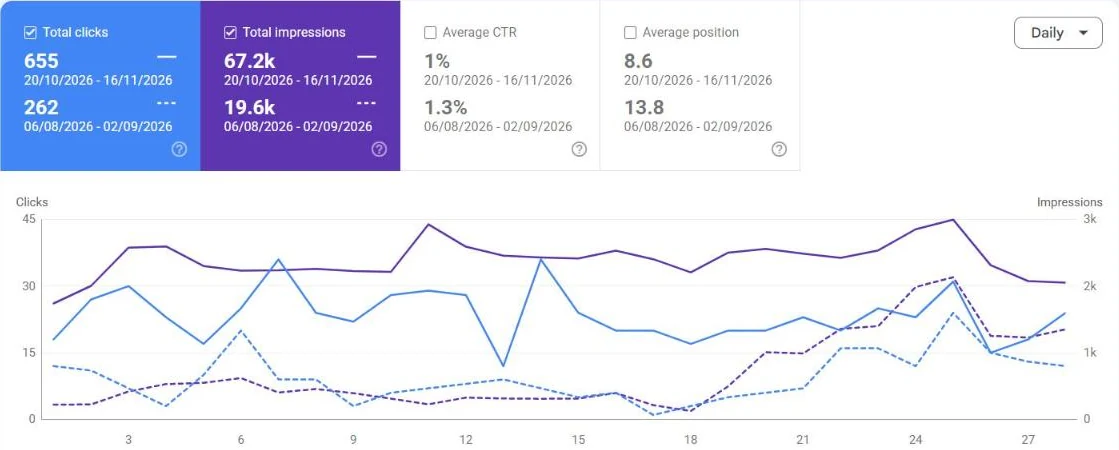 Total clicks
655
20/10/2026 - 16/11/2026
262
06/08/2026 - 02/09/2026
Total impressions
67.2k
20/10/2026 - 16/11/2026
19.6k
06/08/2026 - 02/09/2026
Average CTR
1%
20/10/2026 - 16/11/2026
1.3%
06/08/2026 - 02/09/2026
Average position
8.6
20/10/2026 - 16/11/2026
13.8
06/08/2026 - 02/09/2026
Daily
Clicks
Impressions
45
3k
30
2k
15
1k
0
0
3 6 9 12 15 18 21 24 27